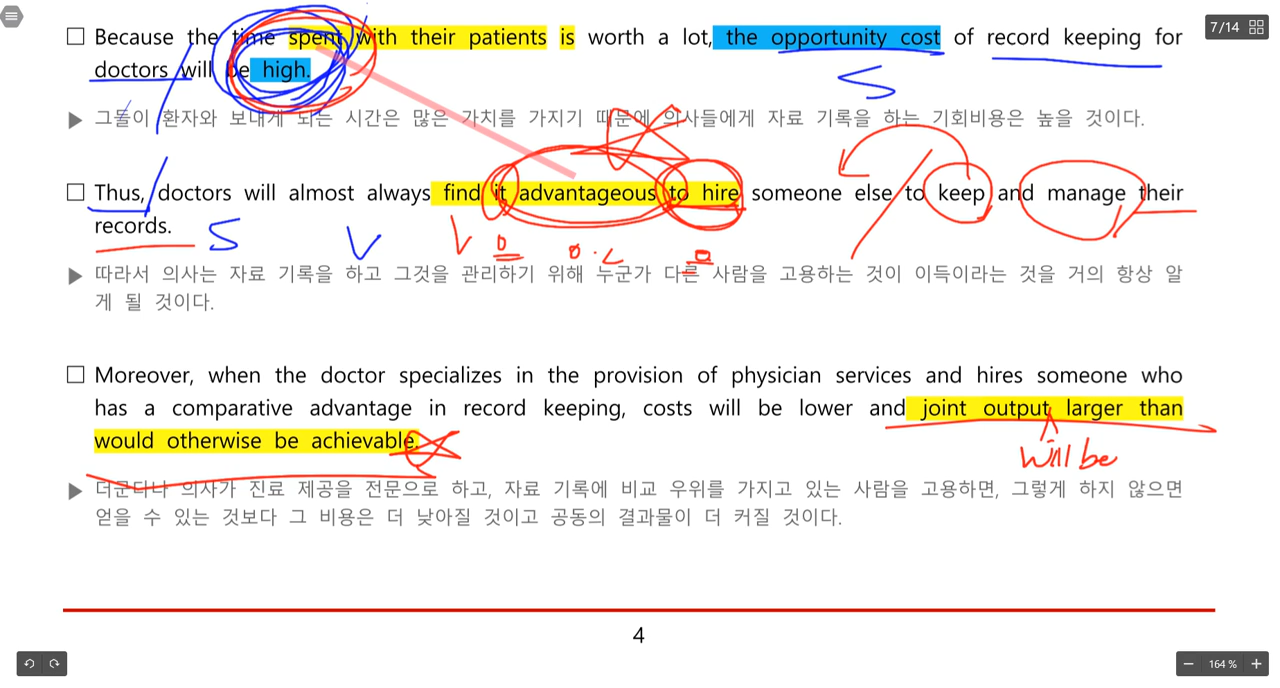 7/14
□ Because the time spent with their patients is worth a lot, the opportunity cost of record keeping for
doctors will be high.
S
▶ 그들이 환자와 보내게 되는 시간은 많은 가치를 가지기 때문에 의사들에게 자료 기록을 하는 기회비용은 높을 것이다.
□ Thus, doctors will almost always find it advantageous to hire someone else to keep and manage their
records.
S V V O O.C O
▶ 따라서 의사는 자료 기록을 하고 그것을 관리하기 위해 누군가 다른 사람을 고용하는 것이 이득이라는 것을 거의 항상 알
게 될 것이다.
□ Moreover, when the doctor specializes in the provision of physician services and hires someone who
has a comparative advantage in record keeping, costs will be lower and joint output larger than
would otherwise be achievable.
will be
▶ 더군다나 의사가 진료 제공을 전문으로 하고, 자료 기록에 비교 우위를 가지고 있는 사람을 고용하면, 그렇게 하지 않으면
얻을 수 있는 것보다 그 비용은 더 낮아질 것이고 공동의 결과물이 더 커질 것이다.
4
164 %